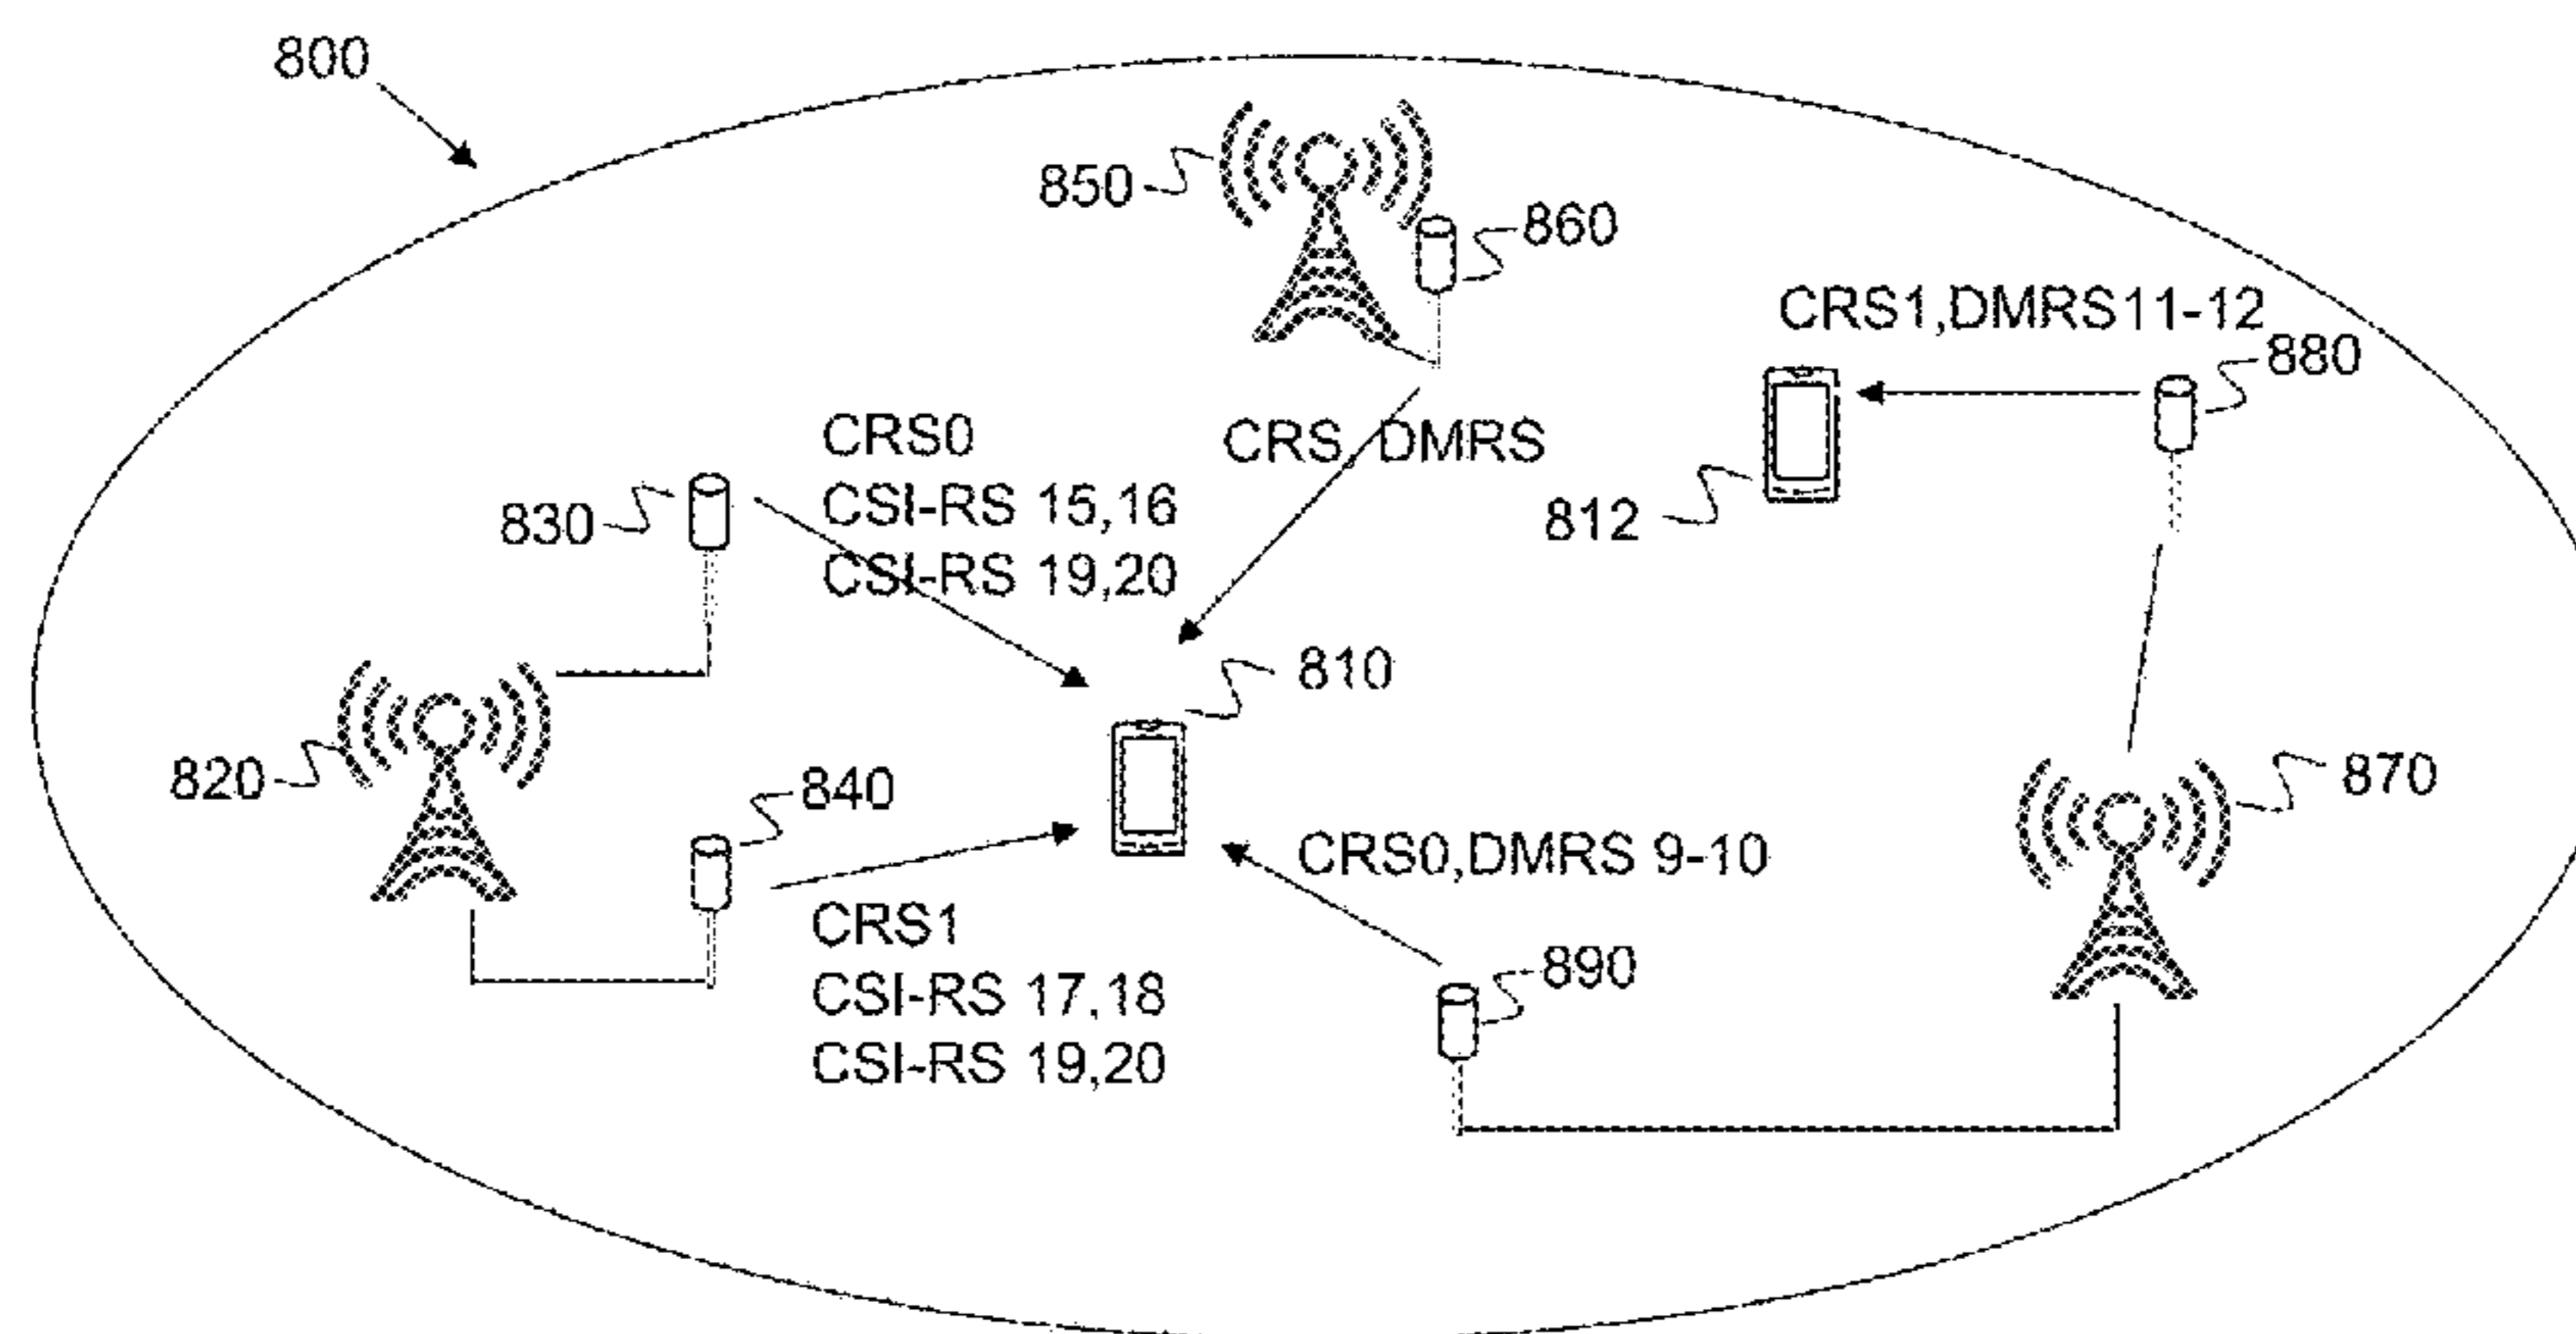 800
850
860
CRS1,DMRS11-12
880
CRS0
CSI-RS 15,16
CSI-RS 19,20
CRS, DMRS
830
812
810
820
840
870
CRS0,DMRS 9-10
CRS1
CSI-RS 17,18
CSI-RS 19,20
890